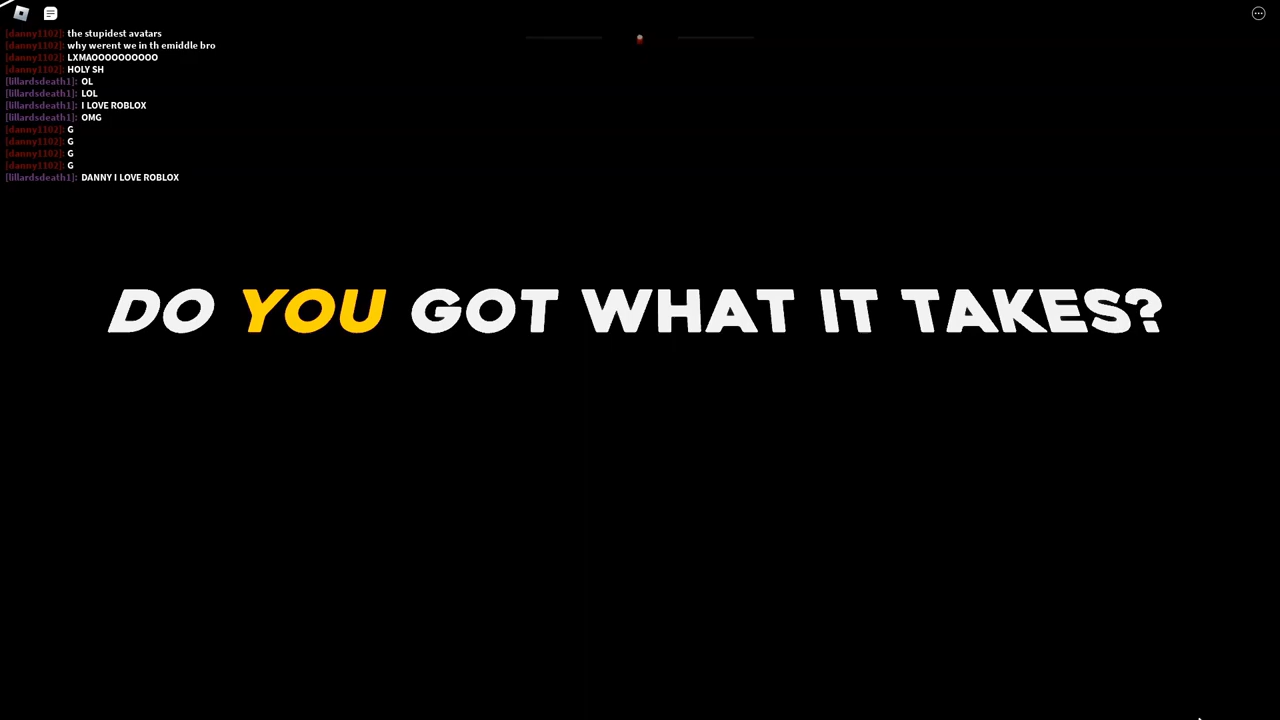 [danny1102]: the stupidest avatars
[danny1102]: why werent we in th emiddle bro
[danny1102]: LXMAOOOOOOOOOO
[danny1102]: HOLY SH
[lillardsdeath1]: OL
[lillardsdeath1]: LOL
[lillardsdeath1]: I LOVE ROBLOX
[lillardsdeath1]: OMG
[danny1102]: G
[danny1102]: G
[danny1102]: G
[danny1102]: G
[lillardsdeath1]: DANNY I LOVE ROBLOX
DO YOU GOT WHAT IT TAKES?